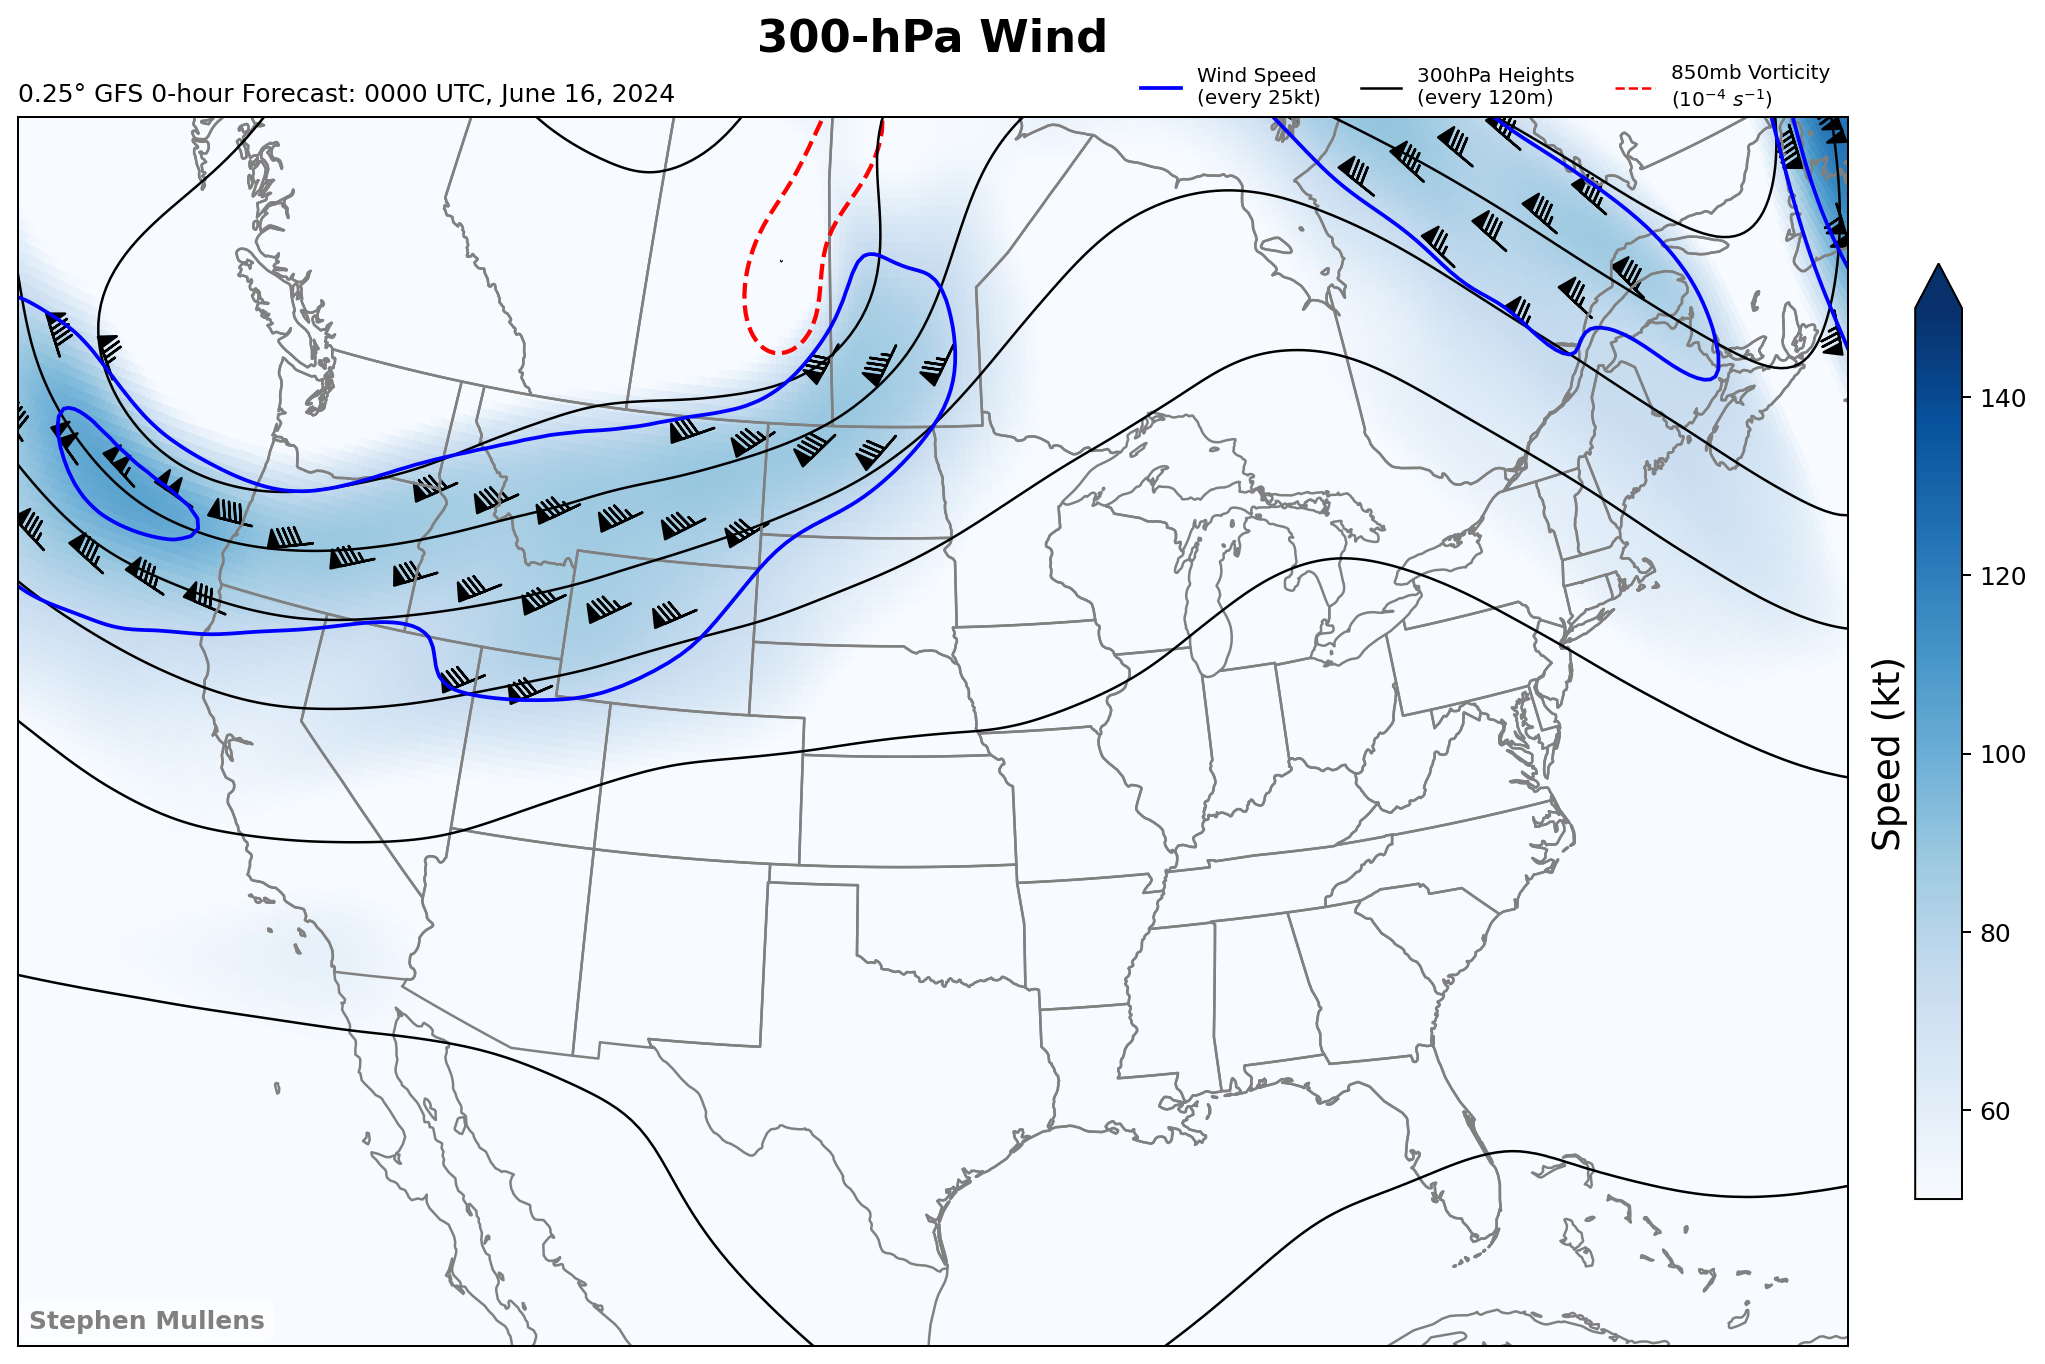 300-hPa Wind
0.25° GFS 0-hour Forecast: 0000 UTC, June 16, 2024
Wind Speed
(every 25kt)
300hPa Heights
(every 120m)
850mb Vorticity
(10⁻⁴ s⁻¹)
140
120
100
80
60
Speed (kt)
Stephen Mullens